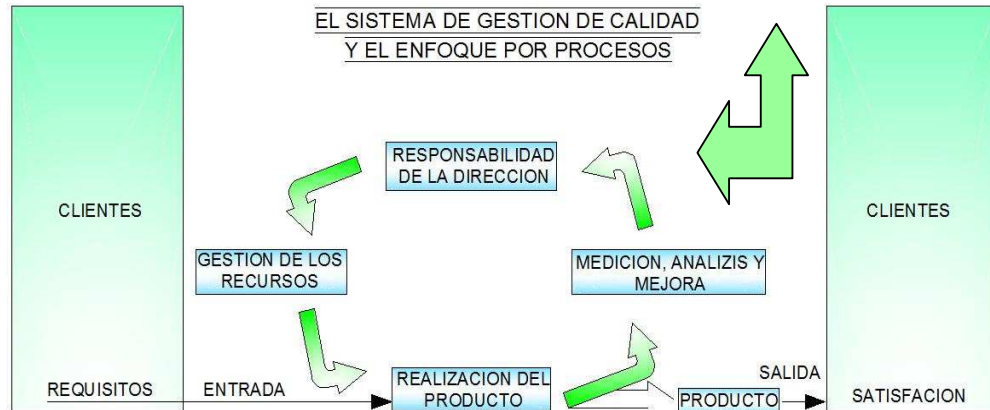 EL SISTEMA DE GESTION DE CALIDAD
Y EL ENFOQUE POR PROCESOS
RESPONSABILIDAD
DE LA DIRECCION
CLIENTES
CLIENTES
GESTION DE LOS
RECURSOS
MEDICION, ANALIZIS Y
MEJORA
REQUISITOS
ENTRADA
REALIZACION DEL
PRODUCTO
PRODUCTO
SALIDA
SATISFACION